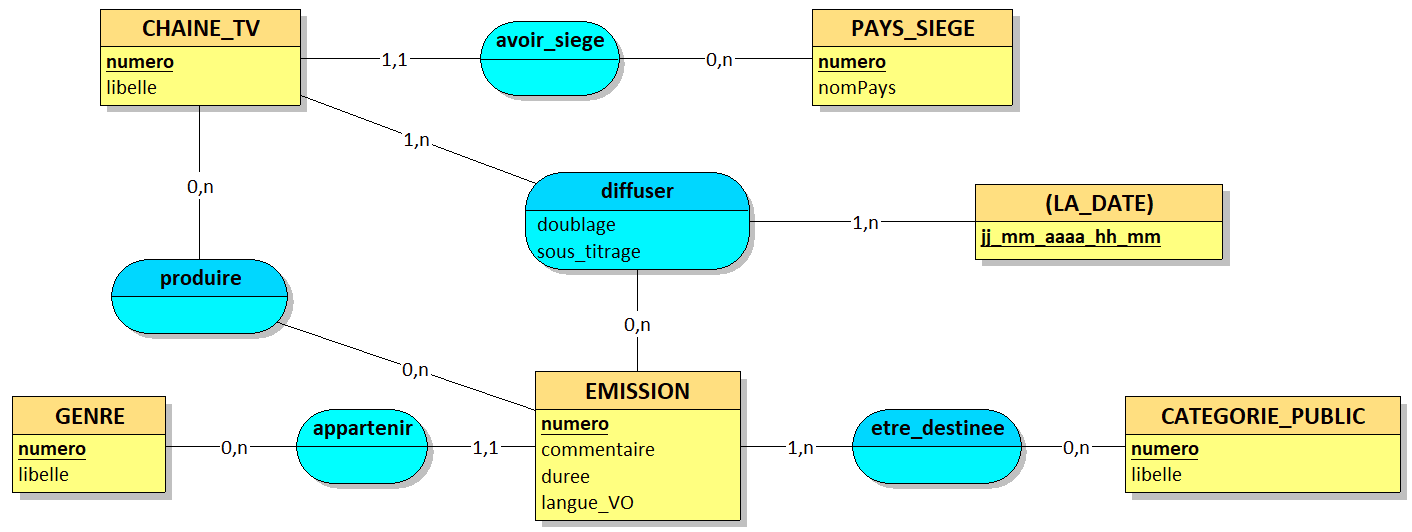 CHAINE_TV
numero
libelle
1,1
avoir_siege
0,n
PAYS_SIEGE
numero
nomPays
1,n
0,n
diffuser
doublage
sous_titrage
1,n
(LA_DATE)
jj_mm_aaaa_hh_mm
produire
0,n
0,n
GENRE
numero
libelle
0,n
appartenir
1,1
EMISSION
numero
commentaire
duree
langue_VO
1,n
etre_destinee
0,n
CATEGORIE_PUBLIC
numero
libelle